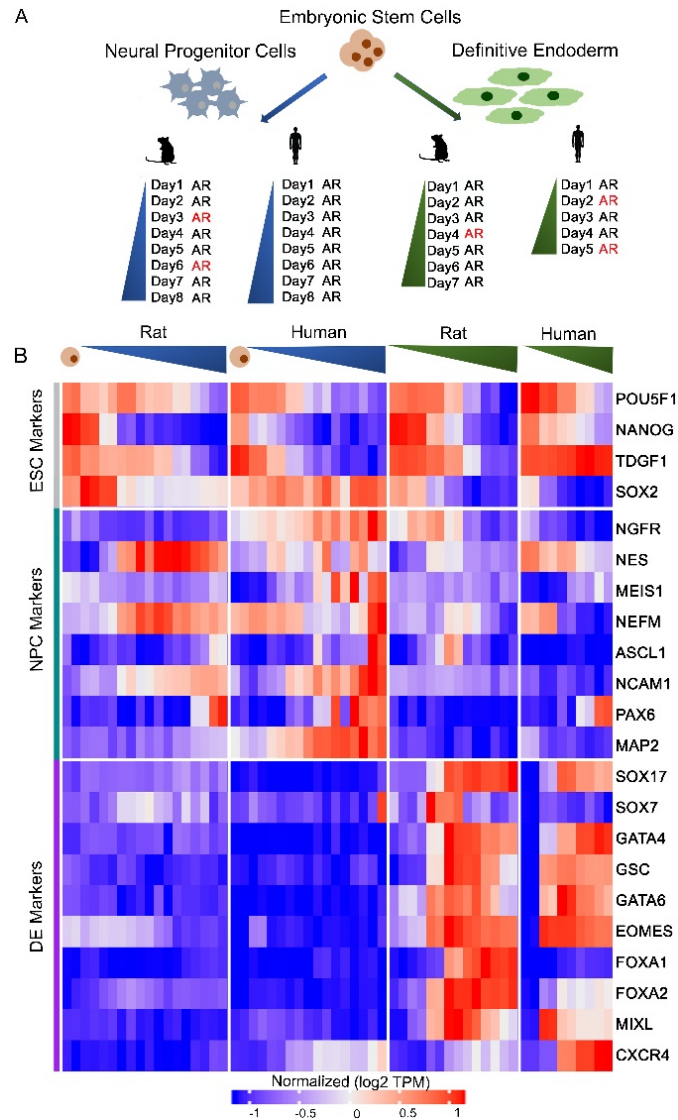 A
Embryonic Stem Cells
Neural Progenitor Cells
Definitive Endoderm
Day1 AR
Day2 AR
Day3 AR
Day4 AR
Day5 AR
Day6 AR
Day7 AR
Day8 AR
Day1 AR
Day2 AR
Day3 AR
Day4 AR
Day5 AR
Day6 AR
Day7 AR
Day8 AR
Day1 AR
Day2 AR
Day3 AR
Day4 AR
Day5 AR
Day6 AR
Day7 AR
Day1 AR
Day2 AR
Day3 AR
Day4 AR
Day5 AR
B
Rat
Human
Rat
Human
ESC Markers
POU5F1
NANOG
TDGF1
SOX2
NPC Markers
NGFR
NES
MEIS1
NEFM
ASCL1
NCAM1
PAX6
MAP2
DE Markers
SOX17
SOX7
GATA4
GSC
GATA6
EOMES
FOXA1
FOXA2
MIXL
CXCR4
Normalized (log2 TPM)
-1 -0.5 0 0.5 1